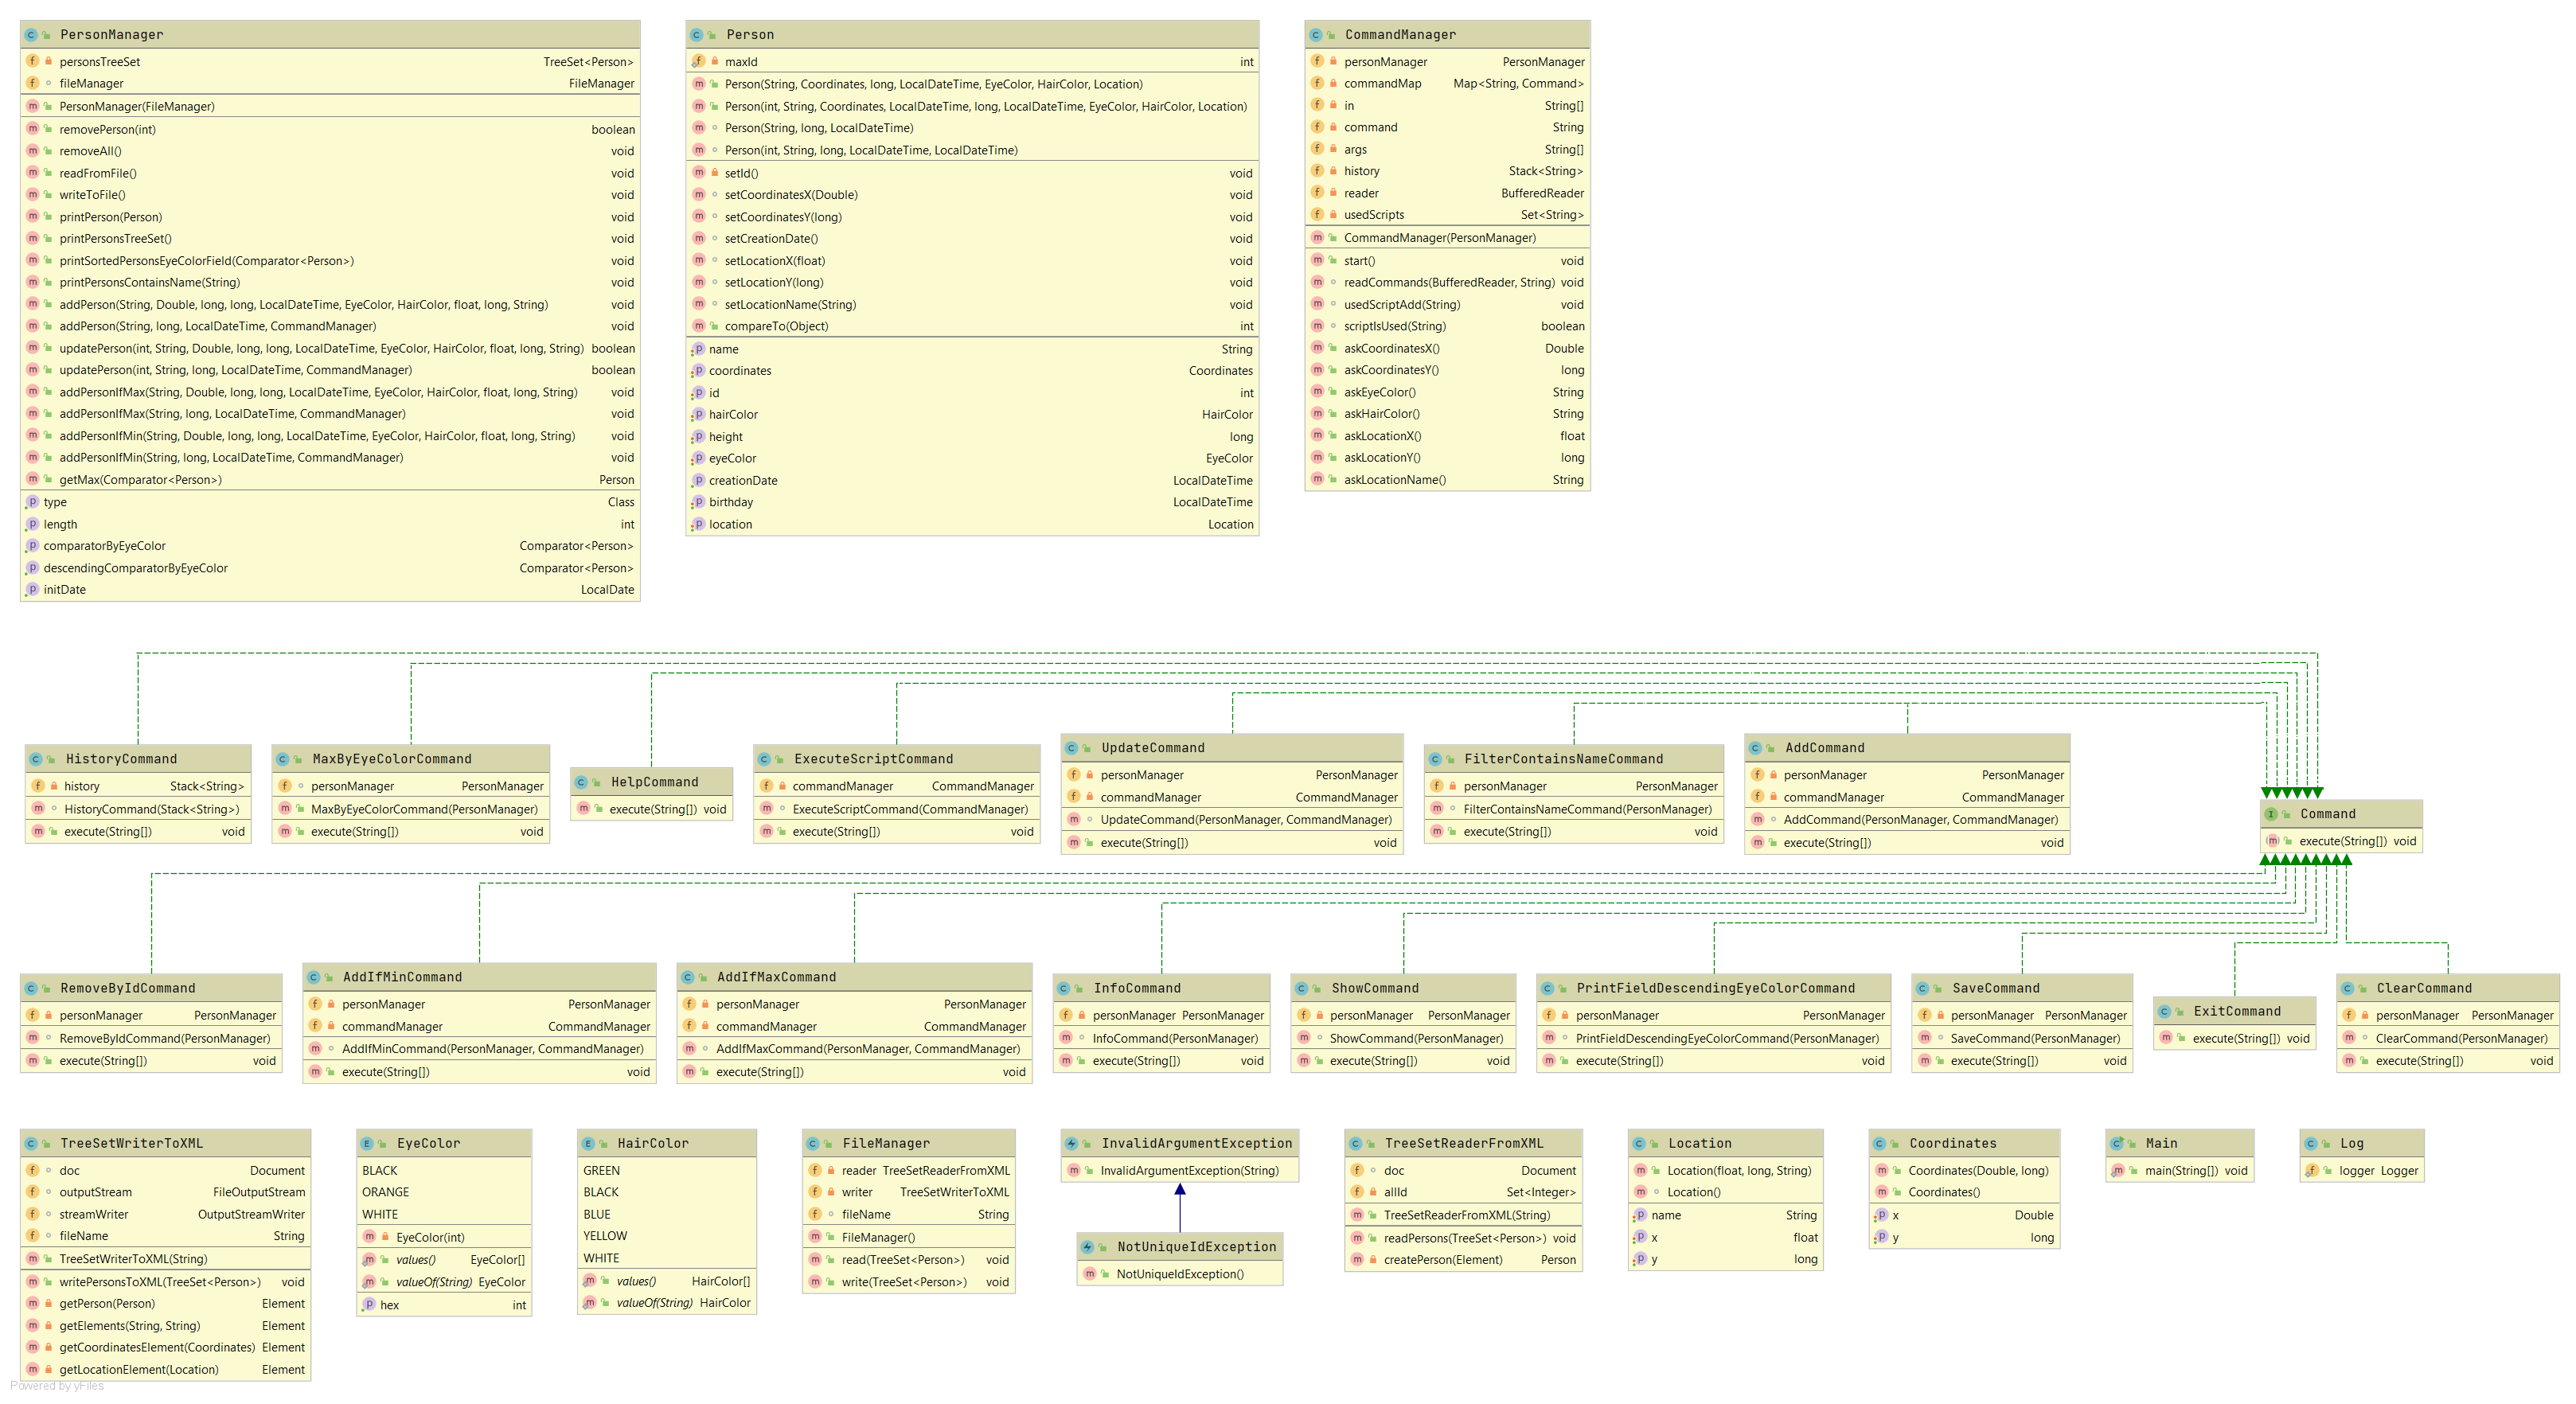 PersonManager
personsTreeSet TreeSet<Person>
fileManager FileManager
PersonManager(FileManager)
removePerson(int) boolean
removeAll() void
readFromFile() void
writeToFile() void
printPerson(Person) void
printPersonsTreeSet() void
printSortedPersonsEyeColorField(Comparator<Person>) void
printPersonsContainsName(String) void
addPerson(String, Double, long, long, LocalDateTime, EyeColor, HairColor, float, long, String) void
addPerson(String, long, LocalDateTime, CommandManager) void
updatePerson(int, String, Double, long, long, LocalDateTime, EyeColor, HairColor, float, long, String) boolean
updatePerson(int, String, long, LocalDateTime, CommandManager) boolean
addPersonIfMax(String, Double, long, long, LocalDateTime, EyeColor, HairColor, float, long, String) void
addPersonIfMax(String, long, LocalDateTime, CommandManager) void
addPersonIfMin(String, Double, long, long, LocalDateTime, EyeColor, HairColor, float, long, String) void
addPersonIfMin(String, long, LocalDateTime, CommandManager) void
getMax(Comparator<Person>) Person
type Class
length int
comparatorByEyeColor Comparator<Person>
descendingComparatorByEyeColor Comparator<Person>
initDate LocalDate
Person
maxId int
Person(String, Coordinates, long, LocalDateTime, EyeColor, HairColor, Location)
Person(int, String, Coordinates, LocalDateTime, long, LocalDateTime, EyeColor, HairColor, Location)
Person(String, long, LocalDateTime)
Person(int, String, long, LocalDateTime, LocalDateTime)
setId() void
setCoordinatesX(Double) void
setCoordinatesY(long) void
setCreationDate() void
setLocationX(float) void
setLocationY(long) void
setLocationName(String) void
compareTo(Object) int
name String
coordinates Coordinates
id int
hairColor HairColor
height long
eyeColor EyeColor
creationDate LocalDateTime
birthday LocalDateTime
location Location
CommandManager
personManager PersonManager
commandMap Map<String, Command>
in String[]
command String
args String[]
history Stack<String>
reader BufferedReader
usedScripts Set<String>
CommandManager(PersonManager)
start() void
readCommands(BufferedReader, String) void
usedScriptAdd(String) void
scriptIsUsed(String) boolean
askCoordinatesX() Double
askCoordinatesY() long
askEyeColor() String
askHairColor() String
askLocationX() float
askLocationY() long
askLocationName() String
HistoryCommand
history Stack<String>
HistoryCommand(Stack<String>)
execute(String[]) void
MaxByEyeColorCommand
personManager PersonManager
MaxByEyeColorCommand(PersonManager)
execute(String[]) void
HelpCommand
execute(String[]) void
ExecuteScriptCommand
commandManager CommandManager
ExecuteScriptCommand(CommandManager)
execute(String[]) void
UpdateCommand
personManager PersonManager
commandManager CommandManager
UpdateCommand(PersonManager, CommandManager)
execute(String[]) void
FilterContainsNameCommand
personManager PersonManager
FilterContainsNameCommand(PersonManager)
execute(String[]) void
AddCommand
personManager PersonManager
commandManager CommandManager
AddCommand(PersonManager, CommandManager)
execute(String[]) void
Command
execute(String[]) void
RemoveByIdCommand
personManager PersonManager
RemoveByIdCommand(PersonManager)
execute(String[]) void
AddIfMinCommand
personManager PersonManager
commandManager CommandManager
AddIfMinCommand(PersonManager, CommandManager)
execute(String[]) void
AddIfMaxCommand
personManager PersonManager
commandManager CommandManager
AddIfMaxCommand(PersonManager, CommandManager)
execute(String[]) void
InfoCommand
personManager PersonManager
InfoCommand(PersonManager)
execute(String[]) void
ShowCommand
personManager PersonManager
ShowCommand(PersonManager)
execute(String[]) void
PrintFieldDescendingEyeColorCommand
personManager PersonManager
PrintFieldDescendingEyeColorCommand(PersonManager)
execute(String[]) void
SaveCommand
personManager PersonManager
SaveCommand(PersonManager)
execute(String[]) void
ExitCommand
execute(String[]) void
ClearCommand
personManager PersonManager
ClearCommand(PersonManager)
execute(String[]) void
TreeSetWriterToXML
doc Document
outputStream FileOutputStream
streamWriter OutputStreamWriter
fileName String
TreeSetWriterToXML(String)
writePersonsToXML(TreeSet<Person>) void
getPerson(Person) Element
getElements(String, String) Element
getCoordinatesElement(Coordinates) Element
getLocationElement(Location) Element
EyeColor
BLACK
ORANGE
WHITE
EyeColor(int)
values() EyeColor[]
valueOf(String) EyeColor
hex int
HairColor
GREEN
BLACK
BLUE
YELLOW
WHITE
values() HairColor[]
valueOf(String) HairColor
FileManager
reader TreeSetReaderFromXML
writer TreeSetWriterToXML
fileName String
FileManager()
read(TreeSet<Person>) void
write(TreeSet<Person>) void
InvalidArgumentException
InvalidArgumentException(String)
NotUniqueIdException
NotUniqueIdException()
TreeSetReaderFromXML
doc Document
allId Set<Integer>
TreeSetReaderFromXML(String)
readPersons(TreeSet<Person>) void
createPerson(Element) Person
Location
Location(float, long, String)
Location()
name String
x float
y long
Coordinates
Coordinates(Double, long)
Coordinates()
x Double
y long
Main
main(String[]) void
Log
logger Logger
Powered by yFiles